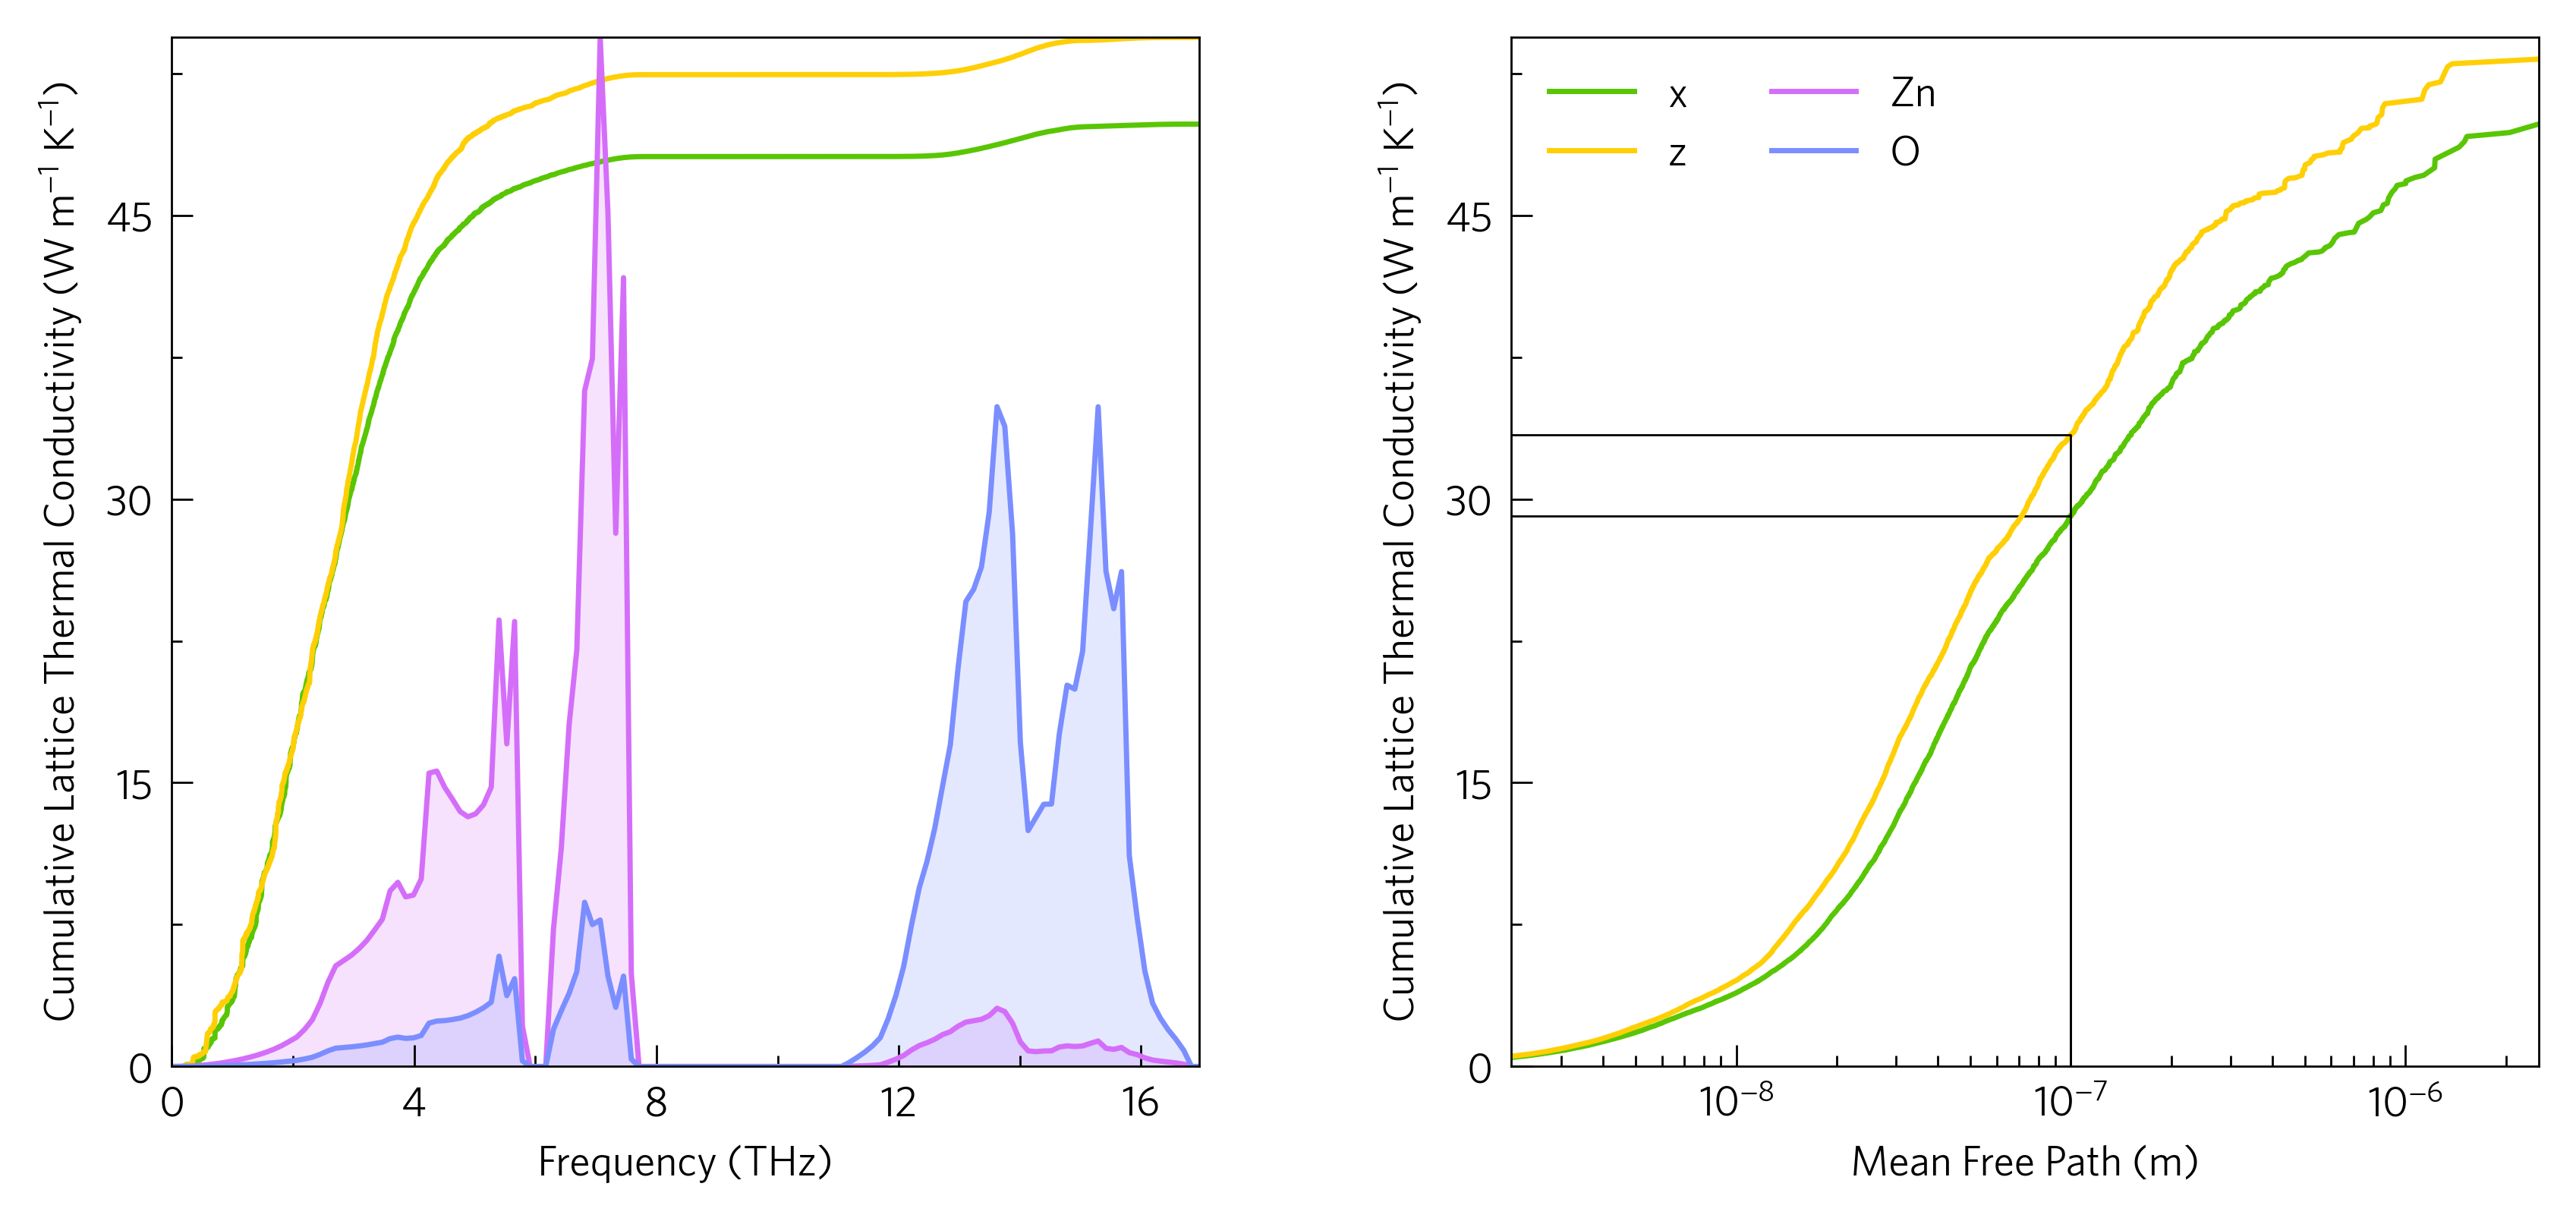 Cumulative Lattice Thermal Conductivity (W m⁻¹ K⁻¹)
45
30
15
0
0 4 8 12 16
Frequency (THz)
Cumulative Lattice Thermal Conductivity (W m⁻¹ K⁻¹)
x Zn
z O
45
30
15
0
10⁻⁸ 10⁻⁷ 10⁻⁶
Mean Free Path (m)